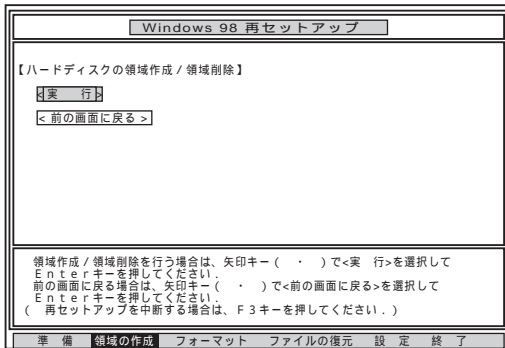 Windows 98 再セットアップ
【ハードディスクの領域作成／領域削除】
<実　行>
<前の画面に戻る>
領域作成／領域削除を行う場合は、矢印キー(　・　)で<実　行>を選択して
Ｅｎｔｅｒキーを押してください．
前の画面に戻る場合は、矢印キー(　・　)で<前の画面に戻る>を選択して
Ｅｎｔｅｒキーを押してください．
(　再セットアップを中断する場合は、Ｆ３キーを押してください．)
準　備　領域の作成　フォーマット　ファイルの復元　設　定　終　了